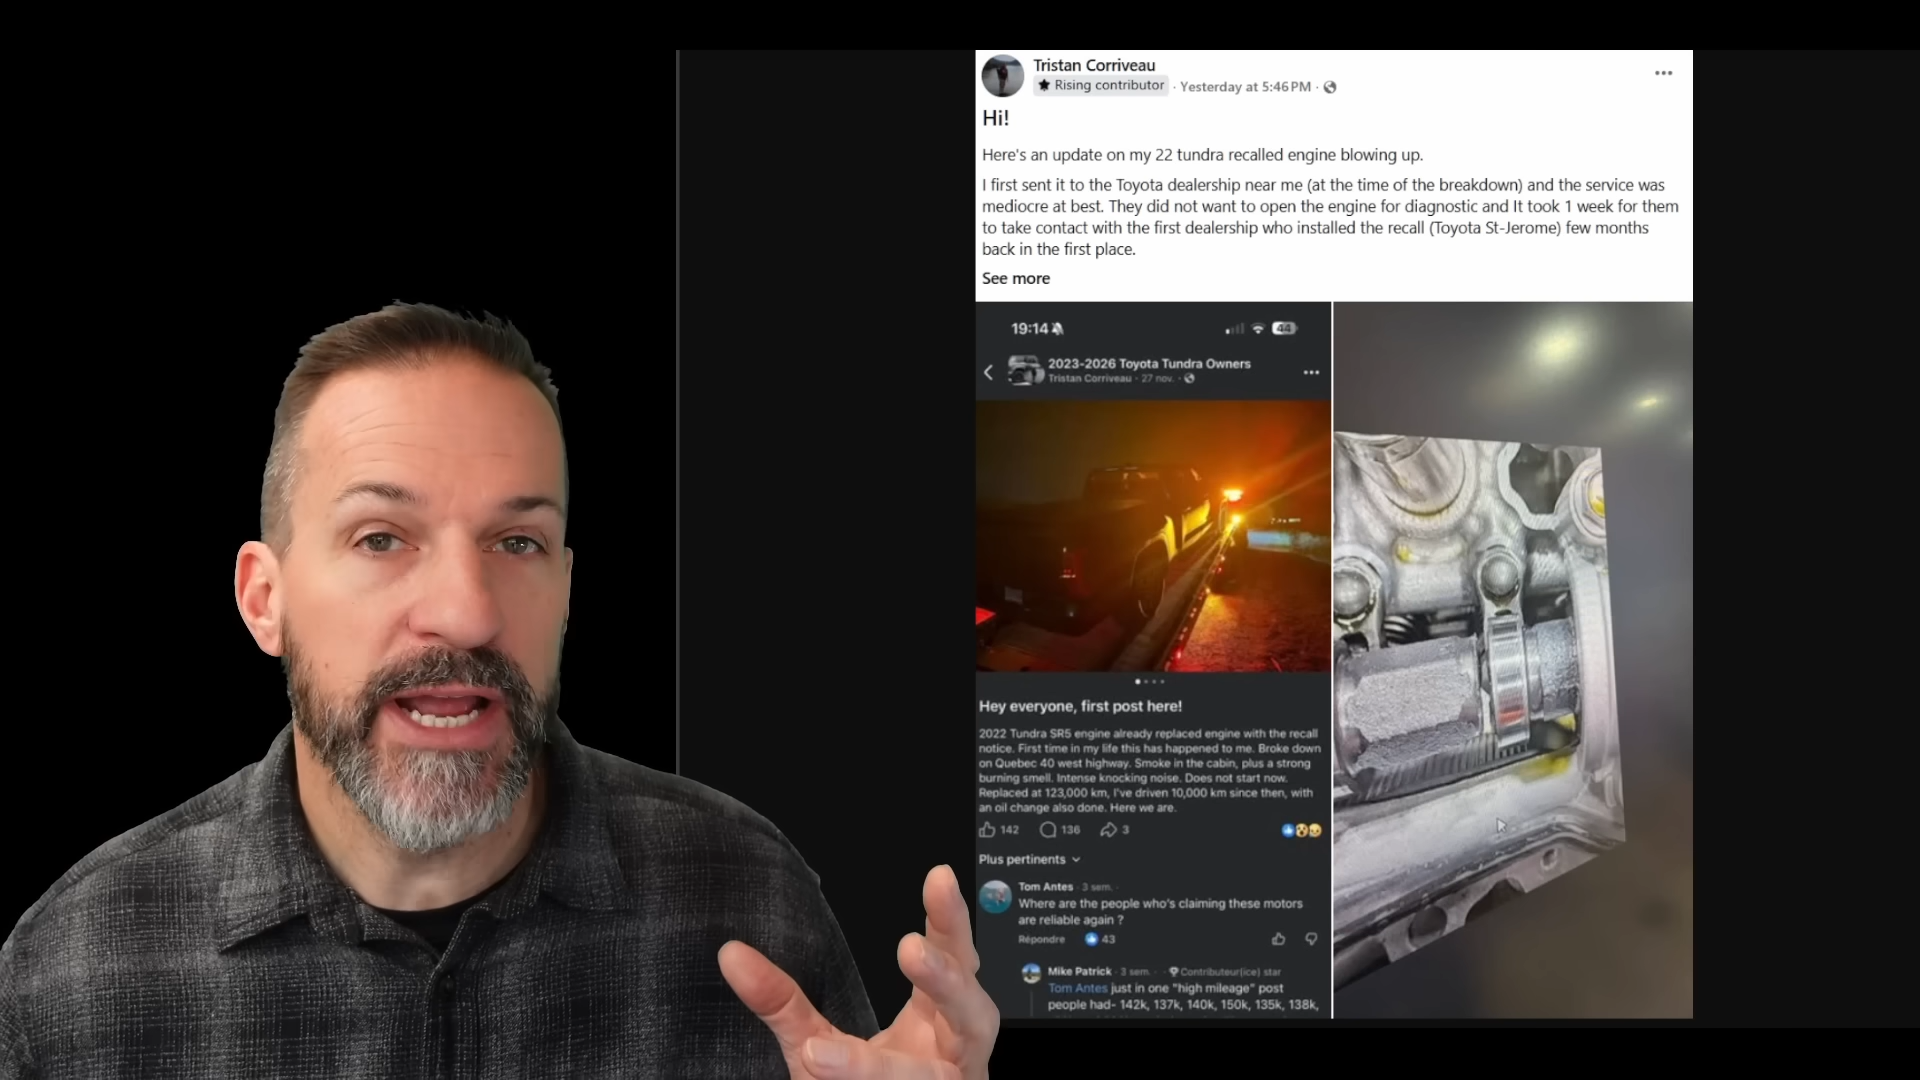 Tristan Corriveau
Rising contributor · Yesterday at 5:46 PM ·
Hi!
Here's an update on my 22 tundra recalled engine blowing up.
I first sent it to the Toyota dealership near me (at the time of the breakdown) and the service was
mediocre at best. They did not want to open the engine for diagnostic and It took 1 week for them
to take contact with the first dealership who installed the recall (Toyota St-Jerome) few months
back in the first place.
See more
19:14
44
2023-2026 Toyota Tundra Owners
Tristan Corriveau · 27 nov. ·
Hey everyone, first post here!
2022 Tundra SR5 engine already replaced engine with the recall
notice. First time in my life this has happened to me. Broke down
on Quebec 40 west highway. Smoke in the cabin, plus a strong
burning smell. Intense knocking noise. Does not start now.
Replaced at 123,000 km, I've driven 10,000 km since then, with
an oil change also done. Here we are.
142 136 3
Plus pertinents
Tom Antes · 3 sem. ·
Where are the people who's claiming these motors
are reliable again ?
Répondre 43
Mike Patrick · 3 sem. · Contributeur(ice) star
Tom Antes just in one "high mileage" post
people had- 142k, 137k, 140k, 150k, 135k, 138k,